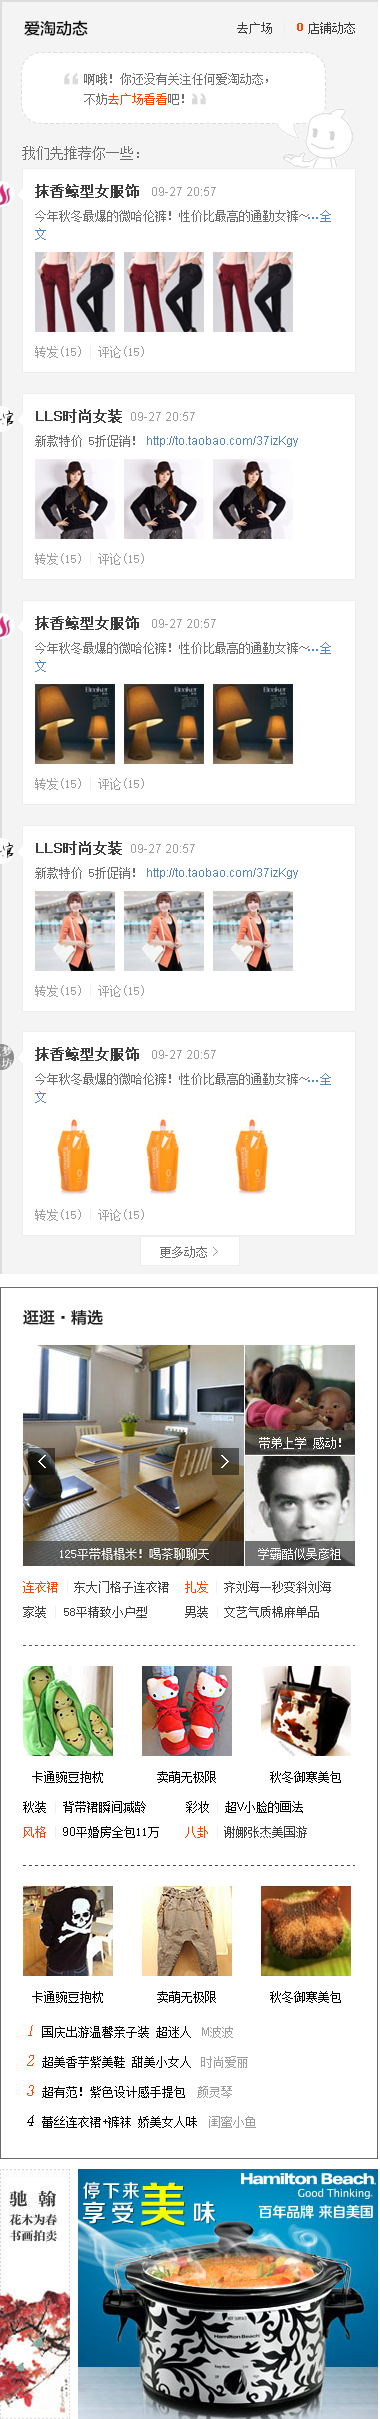 爱淘动态 去广场 0 店铺动态
啊哦！你还没有关注任何爱淘动态，
不妨去广场看看吧！
我们先推荐你一些：
抹香鲸型女服饰 09-27 20:57
今年秋冬最爆的微哈伦裤！性价比最高的通勤女裤~...全
文
转发(15) 评论(15)
LLS时尚女装 09-27 20:57
新款特价 5折促销！ http://to.taobao.com/37izKgy
转发(15) 评论(15)
抹香鲸型女服饰 09-27 20:57
今年秋冬最爆的微哈伦裤！性价比最高的通勤女裤~...全
文
转发(15) 评论(15)
LLS时尚女装 09-27 20:57
新款特价 5折促销！ http://to.taobao.com/37izKgy
转发(15) 评论(15)
抹香鲸型女服饰 09-27 20:57
今年秋冬最爆的微哈伦裤！性价比最高的通勤女裤~...全
文
转发(15) 评论(15)
更多动态 >
逛逛·精选
带弟上学 感动！
125平带榻榻米！喝茶聊聊天 学霸酷似吴彦祖
连衣裙 东大门格子连衣裙 扎发 齐刘海一秒变斜刘海
家装 58平精致小户型 男装 文艺气质棉麻单品
卡通豌豆抱枕 卖萌无极限 秋冬御寒美包
秋装 背带裙瞬间减龄 彩妆 超V小脸的画法
风格 90平婚房全包11万 八卦 谢娜张杰美国游
卡通豌豆抱枕 卖萌无极限 秋冬御寒美包
1 国庆出游温馨亲子装 超迷人 M波波
2 超美香芋紫美鞋 甜美小女人 时尚爱丽
3 超有范！紫色设计感手提包 颜灵琴
4 蕾丝连衣裙+裤袜 娇美女人味 闺蜜小鱼
驰 翰
花木为春
书画拍卖
停下来
享受美味
Hamilton Beach
Good Thinking.
百年品牌 来自美国
Hamilton Beach